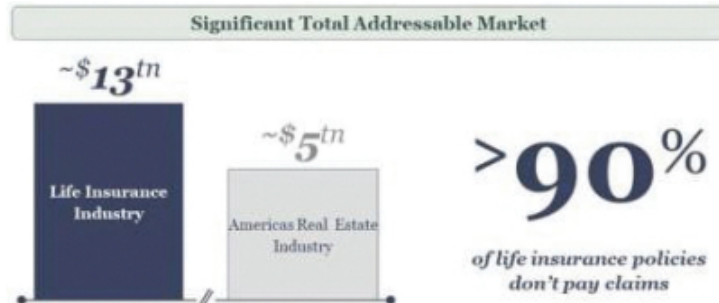 Significant Total Addressable Market
~$13tn
~$5tn
>90%
Life Insurance
Industry
Americas Real Estate
Industry
of life insurance policies
don't pay claims